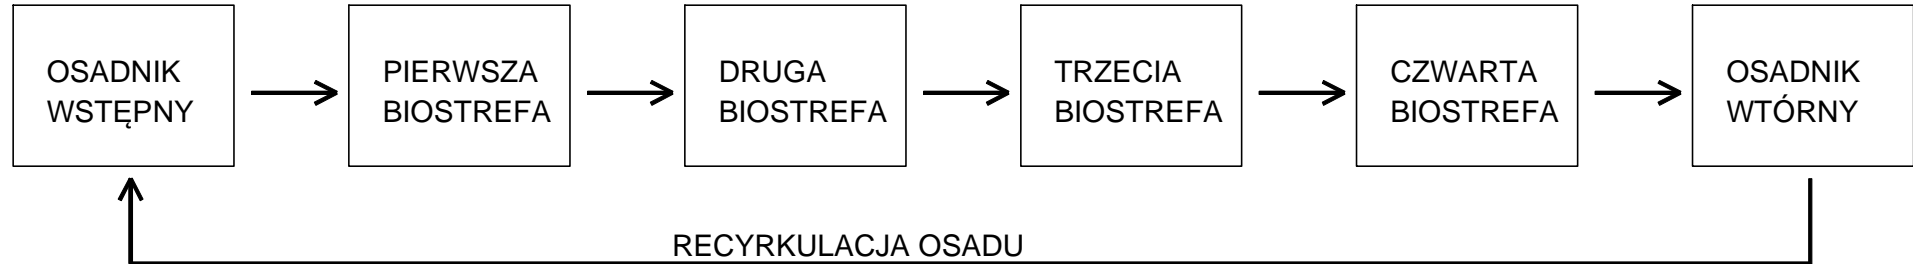 OSADNIK
WSTĘPNY
PIERWSZA
BIOSTREFA
DRUGA
BIOSTREFA
TRZECIA
BIOSTREFA
CZWARTA
BIOSTREFA
OSADNIK
WTÓRNY
RECYRKULACJA OSADU